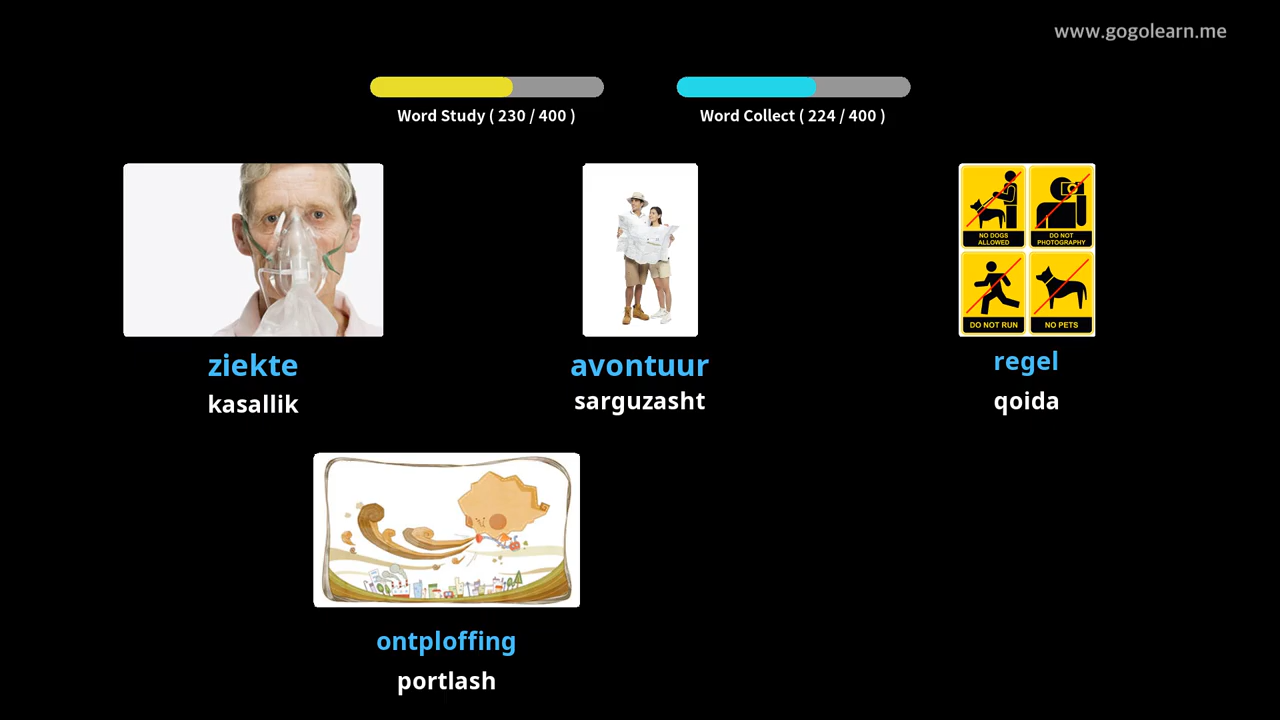 www.gogolearn.me
Word Study ( 230 / 400 )
Word Collect ( 224 / 400 )
NO DOGS
ALLOWED
DO NOT
PHOTOGRAPHY
DO NOT RUN
NO PETS
ziekte
kasallik
avontuur
sarguzasht
regel
qoida
ontploffing
portlash